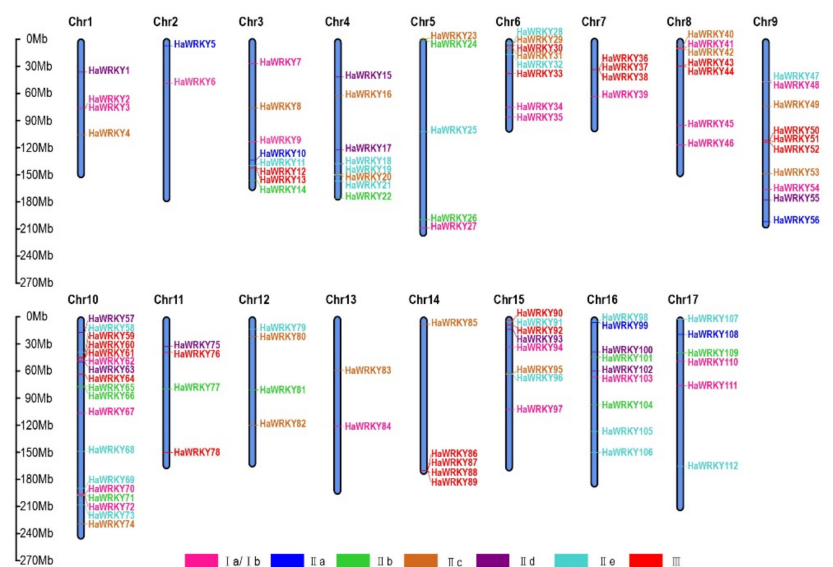 Chr1 Chr2 Chr3 Chr4 Chr5 Chr6 Chr7 Chr8 Chr9
0Mb
30Mb
60Mb
90Mb
120Mb
150Mb
180Mb
210Mb
240Mb
270Mb
HaWRKY1
HaWRKY2
HaWRKY3
HaWRKY4
HaWRKY5
HaWRKY6
HaWRKY7
HaWRKY8
HaWRKY9
HaWRKY10
HaWRKY11
HaWRKY12
HaWRKY13
HaWRKY14
HaWRKY15
HaWRKY16
HaWRKY17
HaWRKY18
HaWRKY19
HaWRKY20
HaWRKY21
HaWRKY22
HaWRKY23
HaWRKY24
HaWRKY25
HaWRKY26
HaWRKY27
HaWRKY28
HaWRKY29
HaWRKY30
HaWRKY31
HaWRKY32
HaWRKY33
HaWRKY34
HaWRKY35
HaWRKY36
HaWRKY37
HaWRKY38
HaWRKY39
HaWRKY40
HaWRKY41
HaWRKY42
HaWRKY43
HaWRKY44
HaWRKY45
HaWRKY46
HaWRKY47
HaWRKY48
HaWRKY49
HaWRKY50
HaWRKY51
HaWRKY52
HaWRKY53
HaWRKY54
HaWRKY55
HaWRKY56
Chr10 Chr11 Chr12 Chr13 Chr14 Chr15 Chr16 Chr17
0Mb
30Mb
60Mb
90Mb
120Mb
150Mb
180Mb
210Mb
240Mb
270Mb
HaWRKY57
HaWRKY58
HaWRKY59
HaWRKY60
HaWRKY61
HaWRKY62
HaWRKY63
HaWRKY64
HaWRKY65
HaWRKY66
HaWRKY67
HaWRKY68
HaWRKY69
HaWRKY70
HaWRKY71
HaWRKY72
HaWRKY73
HaWRKY74
HaWRKY75
HaWRKY76
HaWRKY77
HaWRKY78
HaWRKY79
HaWRKY80
HaWRKY81
HaWRKY82
HaWRKY83
HaWRKY84
HaWRKY85
HaWRKY86
HaWRKY87
HaWRKY88
HaWRKY89
HaWRKY90
HaWRKY91
HaWRKY92
HaWRKY93
HaWRKY94
HaWRKY95
HaWRKY96
HaWRKY97
HaWRKY98
HaWRKY99
HaWRKY100
HaWRKY101
HaWRKY102
HaWRKY103
HaWRKY104
HaWRKY105
HaWRKY106
HaWRKY107
HaWRKY108
HaWRKY109
HaWRKY110
HaWRKY111
HaWRKY112
Ⅰa/Ⅰb Ⅱa Ⅱb Ⅱc Ⅱd Ⅱe Ⅲ